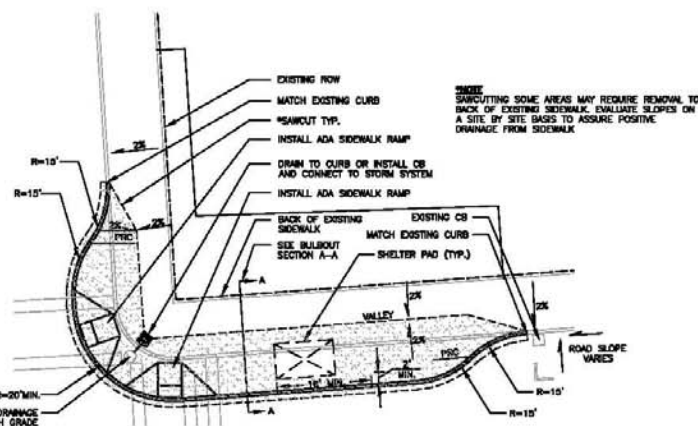 EXISTING ROW
MATCH EXISTING CURB
*SAWCUT TYP.
INSTALL ADA SIDEWALK RAMP
DRAIN TO CURB OR INSTALL CB
AND CONNECT TO STORM SYSTEM
INSTALL ADA SIDEWALK RAMP
BACK OF EXISTING
SIDEWALK
SEE BULBOUT
SECTION A-A
*NOTE
SAWCUTTING SOME AREAS MAY REQUIRE REMOVAL TO
BACK OF EXISTING SIDEWALK. EVALUATE SLOPES ON
A SITE BY SITE BASIS TO ASSURE POSITIVE
DRAINAGE FROM SIDEWALK
EXISTING CB
MATCH EXISTING CURB
SHELTER PAD (TYP.)
2%
R=15'
R=15'
2%
2%
PRC
A
VALLEY
2%
2%
2%
ROAD SLOPE
VARIES
PRC
MIN.
MIN.
R=15'
R=15'
A
R=20'MIN.
DRAINAGE
GRADE